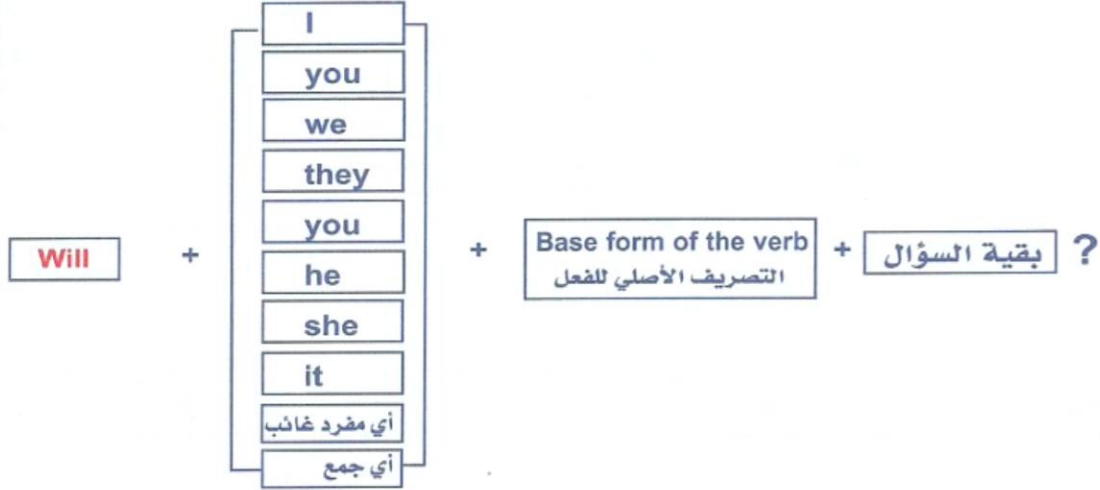 Will
+
I
you
we
they
you
he
she
it
أي مفرد غائب
أي جمع
+
Base form of the verb
التصريف الأصلي للفعل
+
بقية السؤال
?